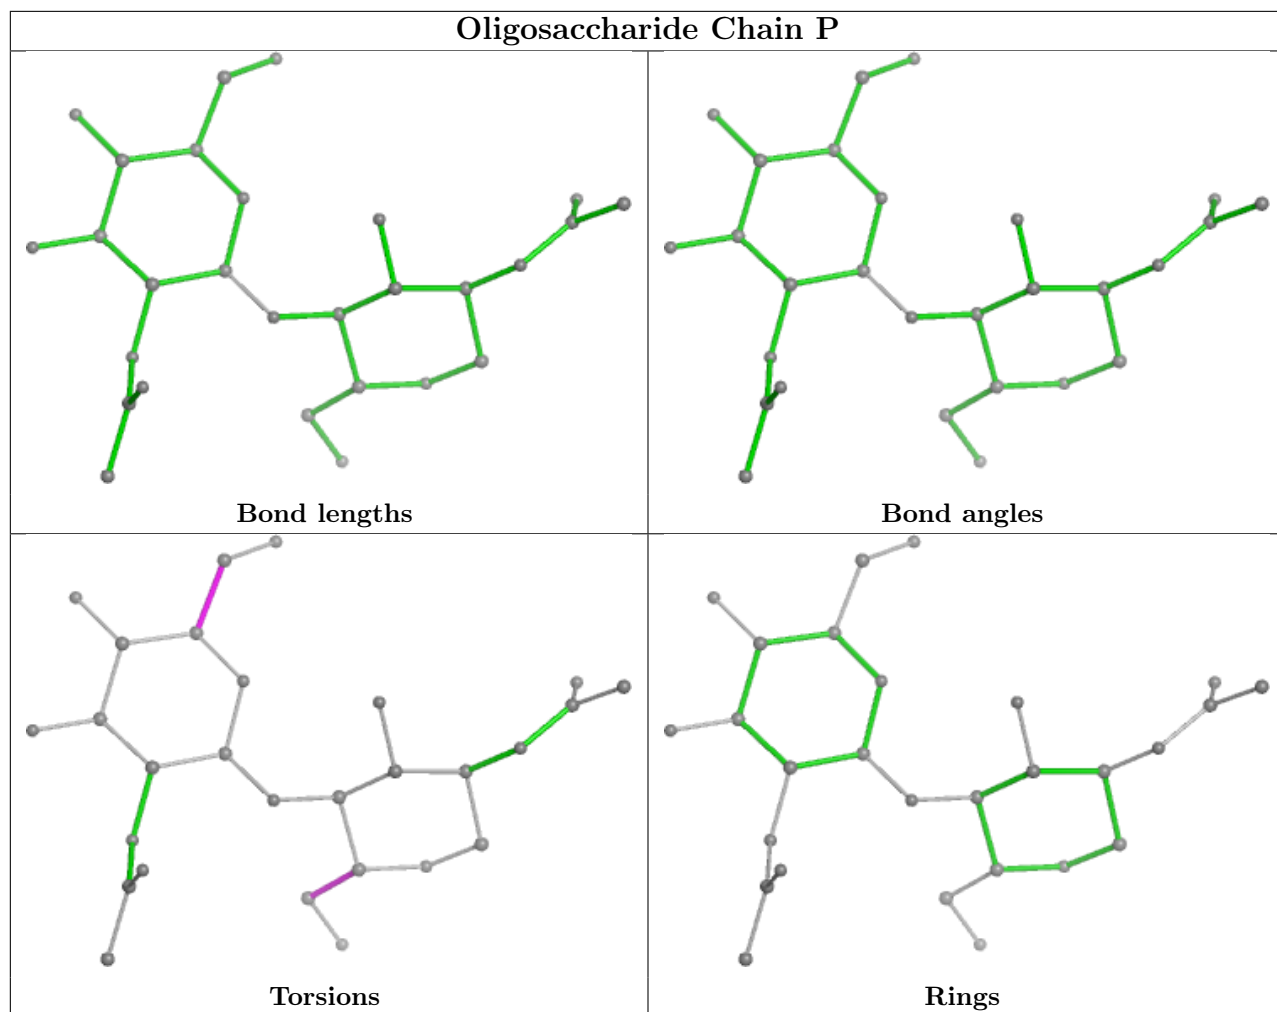 Oligosaccharide Chain P
Bond lengths
Bond angles
Torsions
Rings